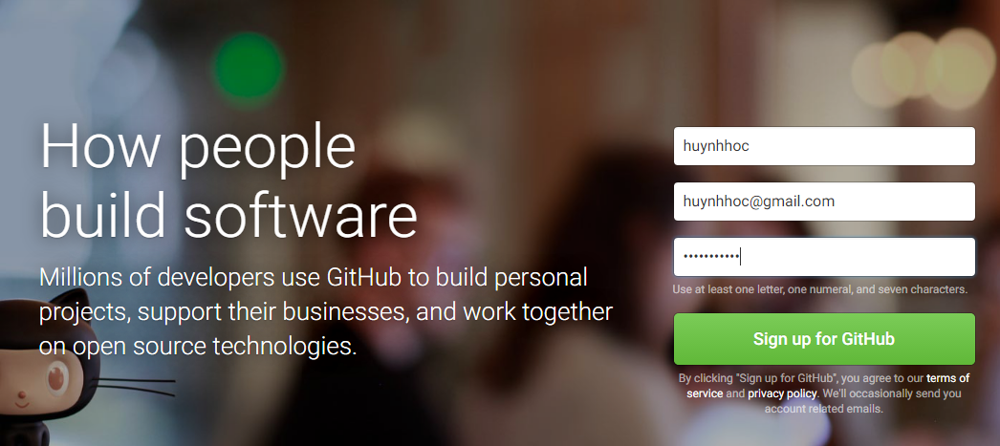 How people
build software
Millions of developers use GitHub to build personal
projects, support their businesses, and work together
on open source technologies.
huynhhoc
huynhhoc@gmail.com
•••••••••••
Use at least one letter, one numeral, and seven characters.
Sign up for GitHub
By clicking "Sign up for GitHub", you agree to our terms of
service and privacy policy. We'll occasionally send you
account related emails.